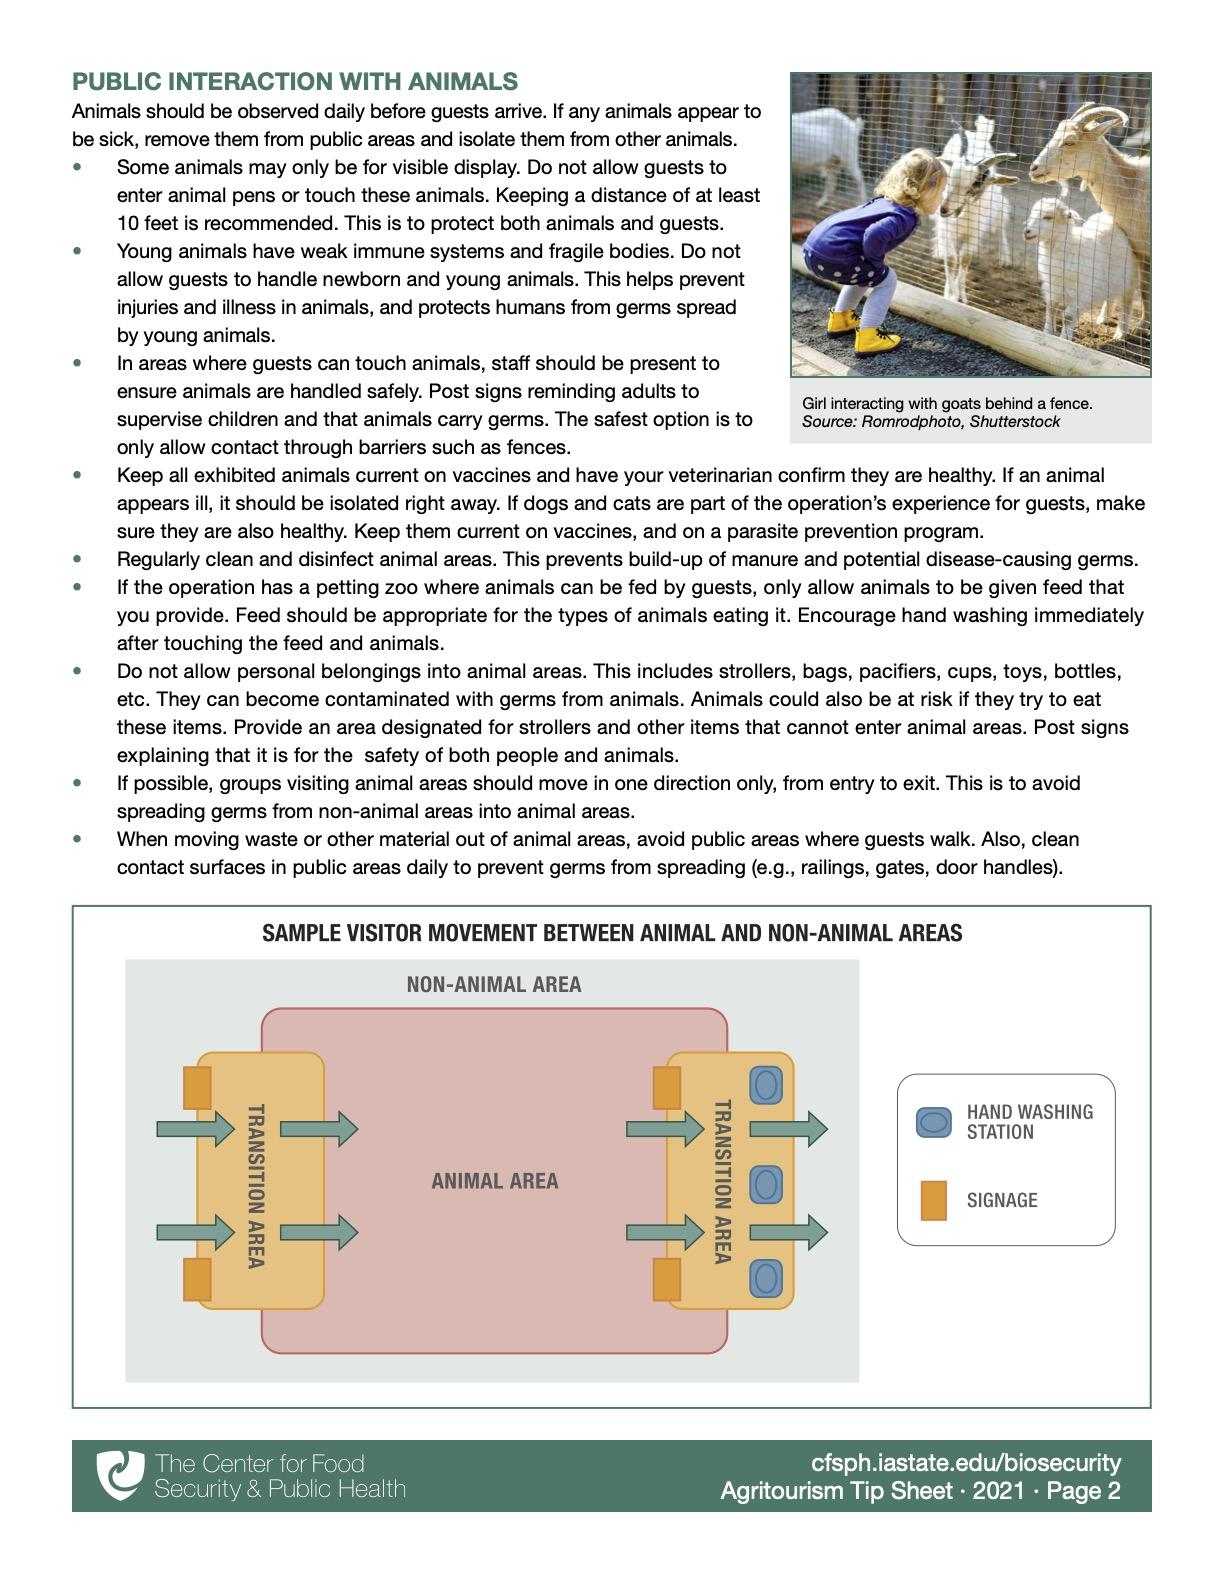 PUBLIC INTERACTION WITH ANIMALS
Animals should be observed daily before guests arrive. If any animals appear to
be sick, remove them from public areas and isolate them from other animals.
• Some animals may only be for visible display. Do not allow guests to
enter animal pens or touch these animals. Keeping a distance of at least
10 feet is recommended. This is to protect both animals and guests.
• Young animals have weak immune systems and fragile bodies. Do not
allow guests to handle newborn and young animals. This helps prevent
injuries and illness in animals, and protects humans from germs spread
by young animals.
• In areas where guests can touch animals, staff should be present to
ensure animals are handled safely. Post signs reminding adults to
supervise children and that animals carry germs. The safest option is to
only allow contact through barriers such as fences.
Girl interacting with goats behind a fence.
Source: Romrodphoto, Shutterstock
• Keep all exhibited animals current on vaccines and have your veterinarian confirm they are healthy. If an animal
appears ill, it should be isolated right away. If dogs and cats are part of the operation’s experience for guests, make
sure they are also healthy. Keep them current on vaccines, and on a parasite prevention program.
• Regularly clean and disinfect animal areas. This prevents build-up of manure and potential disease-causing germs.
• If the operation has a petting zoo where animals can be fed by guests, only allow animals to be given feed that
you provide. Feed should be appropriate for the types of animals eating it. Encourage hand washing immediately
after touching the feed and animals.
• Do not allow personal belongings into animal areas. This includes strollers, bags, pacifiers, cups, toys, bottles,
etc. They can become contaminated with germs from animals. Animals could also be at risk if they try to eat
these items. Provide an area designated for strollers and other items that cannot enter animal areas. Post signs
explaining that it is for the  safety of both people and animals.
• If possible, groups visiting animal areas should move in one direction only, from entry to exit. This is to avoid
spreading germs from non-animal areas into animal areas.
• When moving waste or other material out of animal areas, avoid public areas where guests walk. Also, clean
contact surfaces in public areas daily to prevent germs from spreading (e.g., railings, gates, door handles).
SAMPLE VISITOR MOVEMENT BETWEEN ANIMAL AND NON-ANIMAL AREAS
NON-ANIMAL AREA
TRANSITION AREA
ANIMAL AREA
TRANSITION AREA
HAND WASHING
STATION
SIGNAGE
The Center for Food
Security & Public Health
cfsph.iastate.edu/biosecurity
Agritourism Tip Sheet · 2021 · Page 2